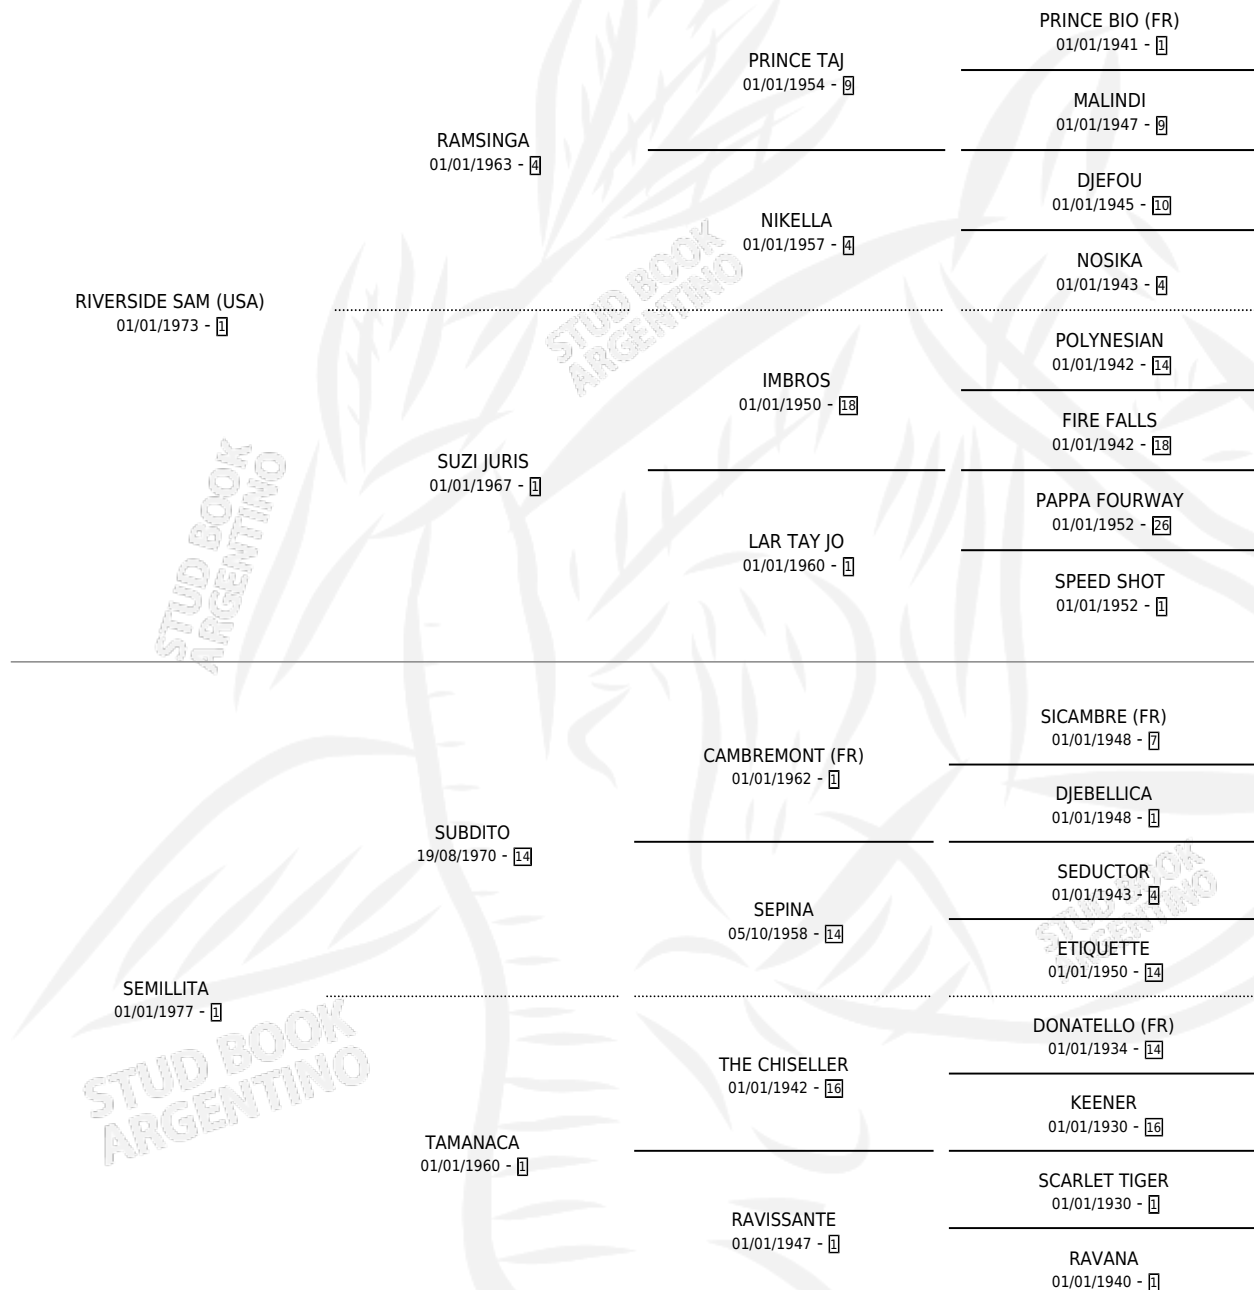 PRINCE BIO (FR)
01/01/1941 - 1
PRINCE TAJ
01/01/1954 - 9
MALINDI
01/01/1947 - 9
RAMSINGA
01/01/1963 - 4
DJEFOU
01/01/1945 - 10
NIKELLA
01/01/1957 - 4
NOSIKA
01/01/1943 - 4
RIVERSIDE SAM (USA)
01/01/1973 - 1
POLYNESIAN
01/01/1942 - 14
IMBROS
01/01/1950 - 18
FIRE FALLS
01/01/1942 - 18
SUZI JURIS
01/01/1967 - 1
PAPPA FOURWAY
01/01/1952 - 26
LAR TAY JO
01/01/1960 - 1
SPEED SHOT
01/01/1952 - 1
STUD BOOK
ARGENTINO
STUD BOOK
ARGENTINO
SICAMBRE (FR)
01/01/1948 - 7
CAMBREMONT (FR)
01/01/1962 - 1
DJEBELLICA
01/01/1948 - 1
SUBDITO
19/08/1970 - 14
SEDUCTOR
01/01/1943 - 4
SEPINA
05/10/1958 - 14
ETIQUETTE
01/01/1950 - 14
STUD BOOK
ARGENTINO
SEMILLITA
01/01/1977 - 1
DONATELLO (FR)
01/01/1934 - 14
THE CHISELLER
01/01/1942 - 16
KEENER
01/01/1930 - 16
STUD BOOK
ARGENTINO
TAMANACA
01/01/1960 - 1
SCARLET TIGER
01/01/1930 - 1
RAVISSANTE
01/01/1947 - 1
RAVANA
01/01/1940 - 1